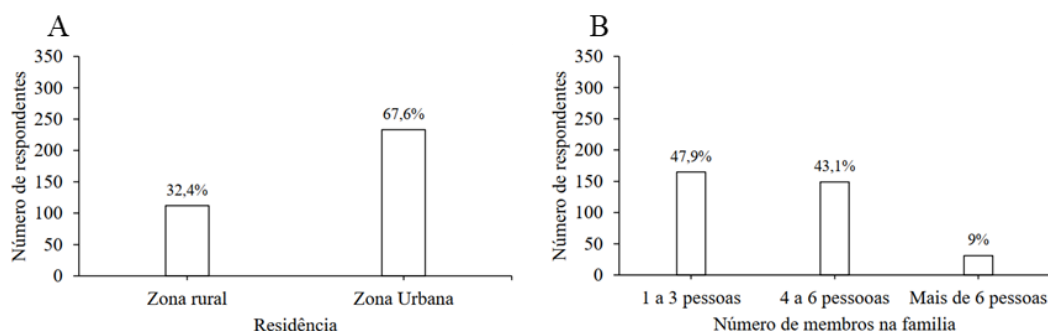 A
Número de respondentes
350
300
250
200
150
100
50
0
32,4%
67,6%
Zona rural
Zona Urbana
Residência
B
Número de respondentes
350
300
250
200
150
100
50
0
47,9%
43,1%
9%
1 a 3 pessoas
4 a 6 pessooas
Mais de 6 pessoas
Número de membros na familia